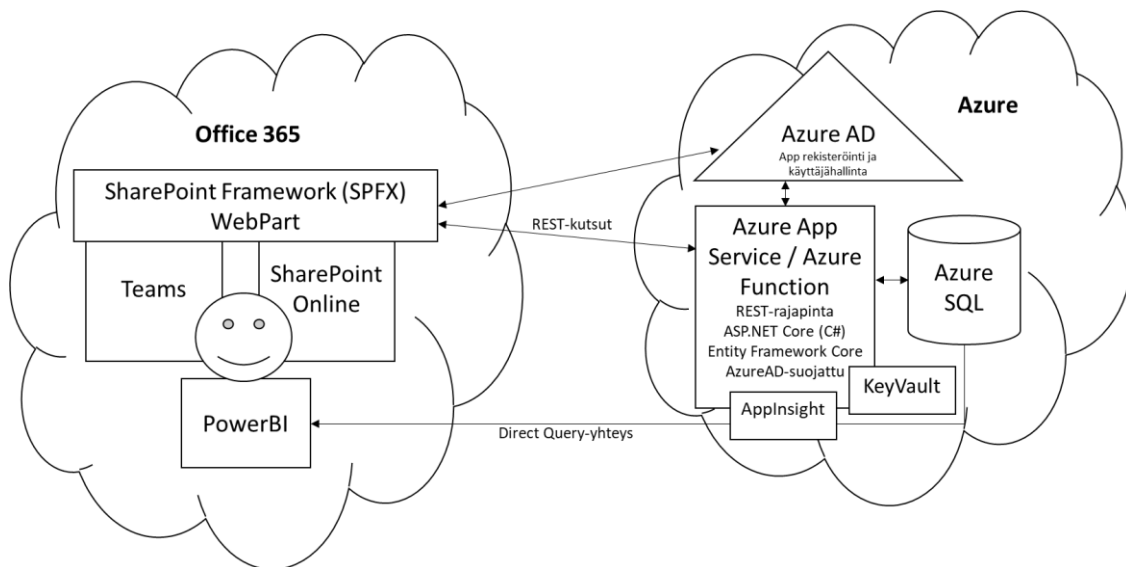 Office 365
SharePoint Framework (SPFX)
WebPart
Teams
SharePoint
Online
PowerBI
REST-kutsut
Direct Query-yhteys
Azure
Azure AD
App rekisteröinti ja
käyttäjähallinta
Azure App
Service / Azure
Function
REST-rajapinta
ASP.NET Core (C#)
Entity Framework Core
AzureAD-suojattu
KeyVault
AppInsight
Azure
SQL